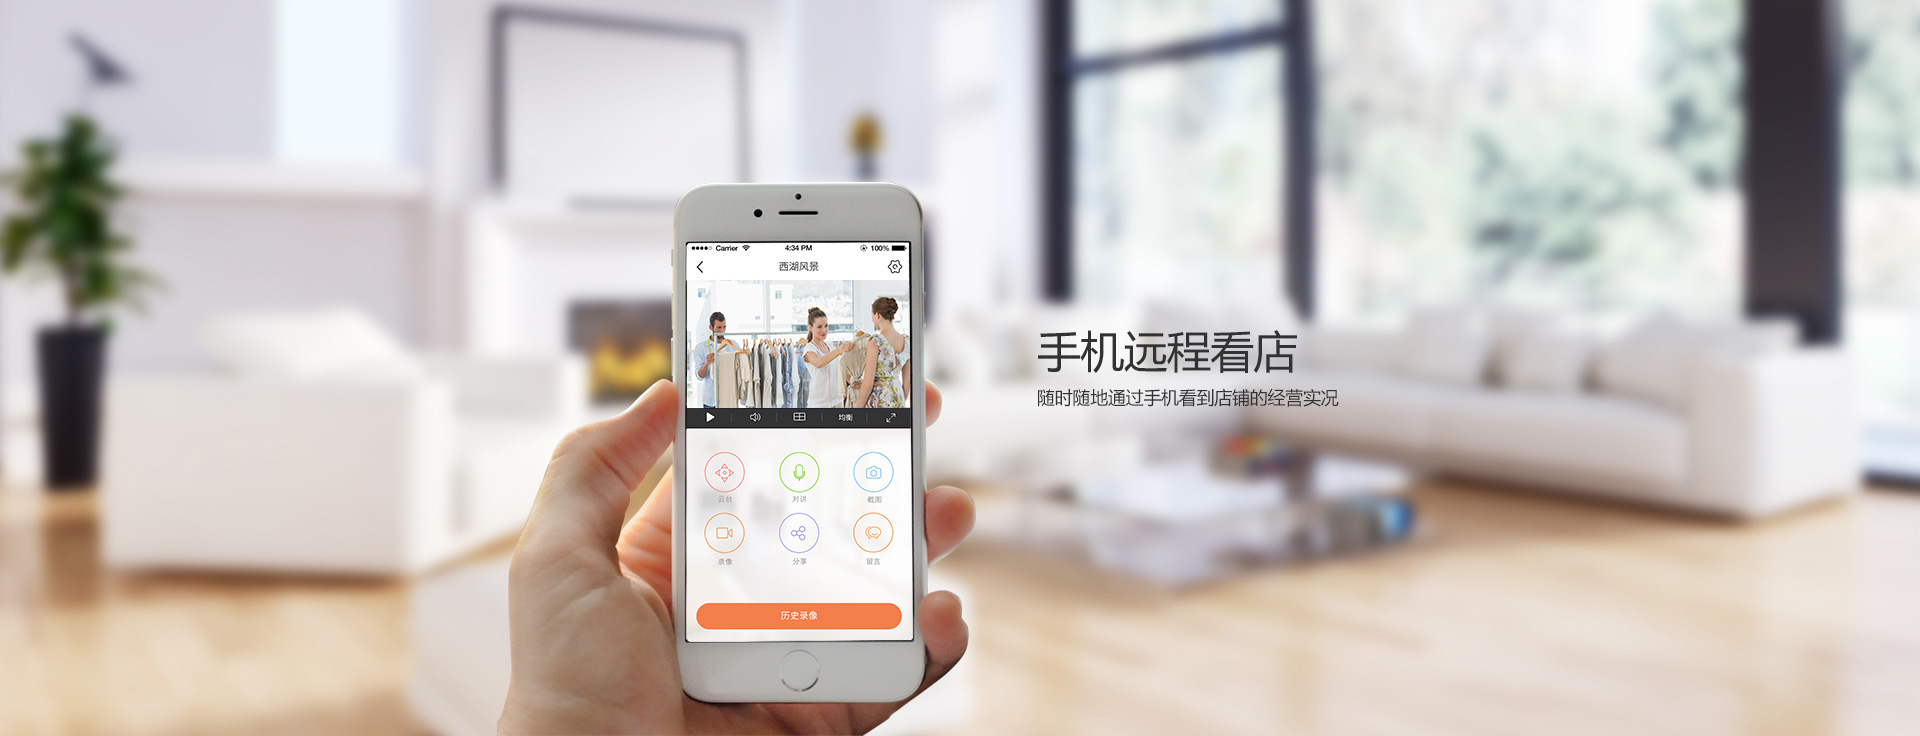 Carrier 4:34 PM 100%
西湖风景
均衡
云台 对讲 截图
录像 分享 留言
历史录像
手机远程看店
随时随地通过手机看到店铺的经营实况